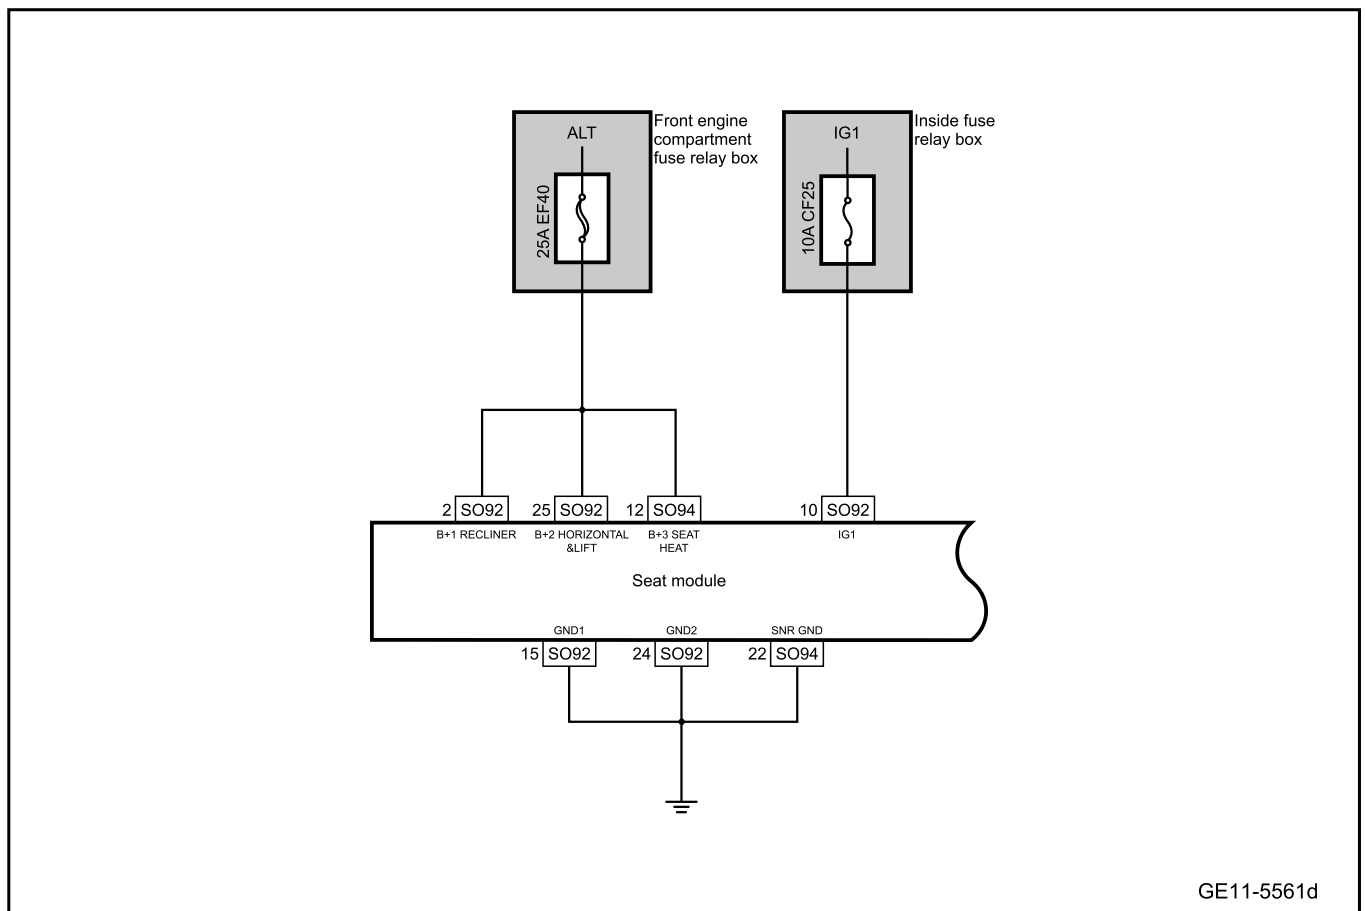 ALT
Front engine
compartment
fuse relay box
25A EF40
IG1
Inside fuse
relay box
10A CF25
2 SO92
25 SO92
12 SO94
10 SO92
B+1 RECLINER
B+2 HORIZONTAL
&LIFT
B+3 SEAT
HEAT
IG1
Seat module
GND1
GND2
SNR GND
15 SO92
24 SO92
22 SO94
GE11-5561d